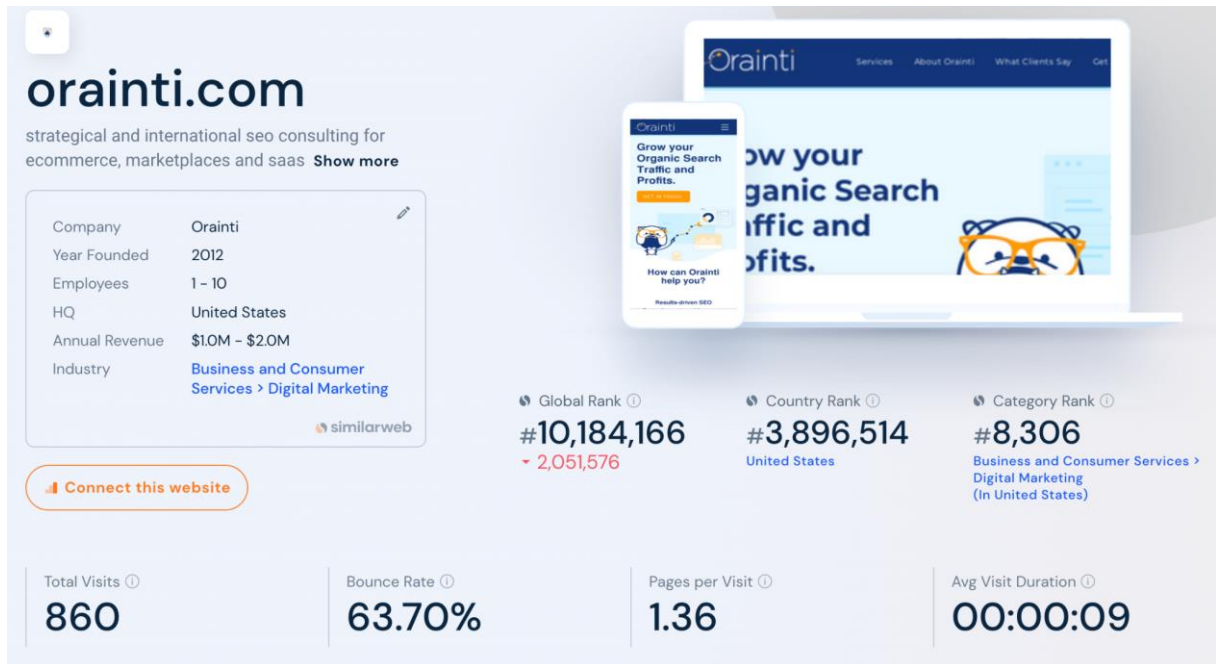 orainti.com
strategical and international seo consulting for
ecommerce, marketplaces and saas Show more
Company Orainti
Year Founded 2012
Employees 1 - 10
HQ United States
Annual Revenue $1.0M - $2.0M
Industry Business and Consumer
Services > Digital Marketing
similarweb
Connect this website
Orainti
Services About Orainti What Clients Say Get
ow your
ganic Search
affic and
ofits.
Orainti
Grow your
Organic Search
Traffic and
Profits.
GET IN TOUCH
How can Orainti
help you?
Results-driven SEO
Global Rank
#10,184,166
2,051,576
Country Rank
#3,896,514
United States
Category Rank
#8,306
Business and Consumer Services >
Digital Marketing
(In United States)
Total Visits
860
Bounce Rate
63.70%
Pages per Visit
1.36
Avg Visit Duration
00:00:09